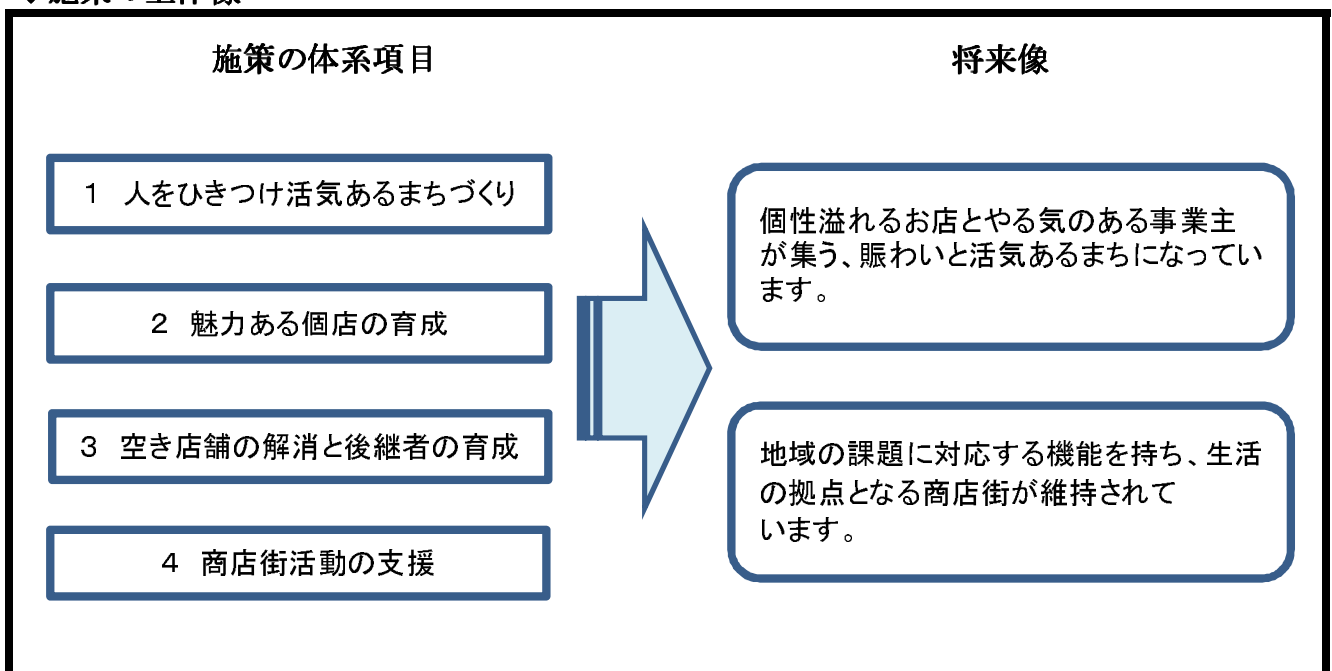 施策の体系項目
1 人をひきつけ活気あるまちづくり
2 魅力ある個店の育成
3 空き店舗の解消と後継者の育成
4 商店街活動の支援
将来像
個性溢れるお店とやる気のある事業主
が集う、賑わいと活気あるまちになってい
ます。
地域の課題に対応する機能を持ち、生活
の拠点となる商店街が維持されて
います。